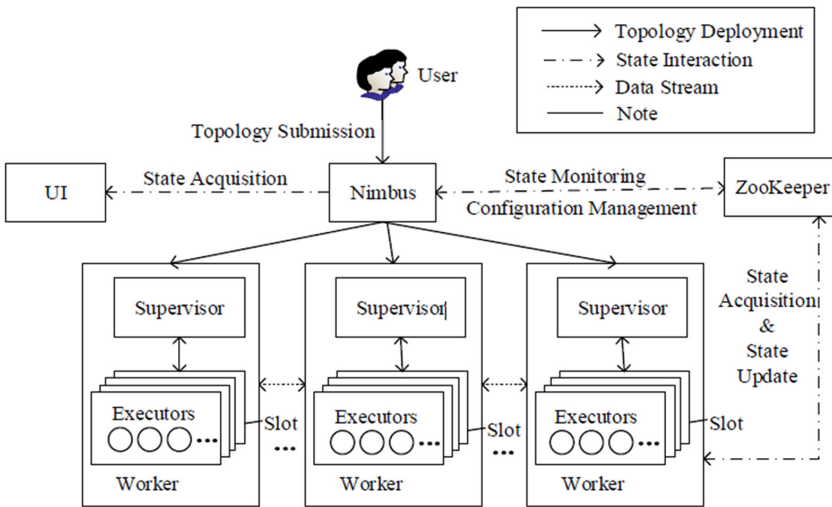 Topology Deployment
State Interaction
Data Stream
Note
User
Topology Submission
UI
State Acquisition
Nimbus
State Monitoring
Configuration Management
ZooKeeper
Supervisor
Supervisor
Supervisor
State
Acquisition
&
State
Update
Executors
...
Slot
...
Executors
...
Slot
...
Executors
...
Slot
Worker
Worker
Worker